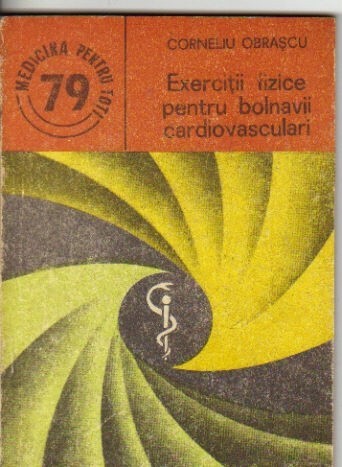 MEDICINA PENTRU TOȚI
79
CORNELIU OBRAȘCU
Exerciții fizice
pentru bolnavii
cardiovasculari